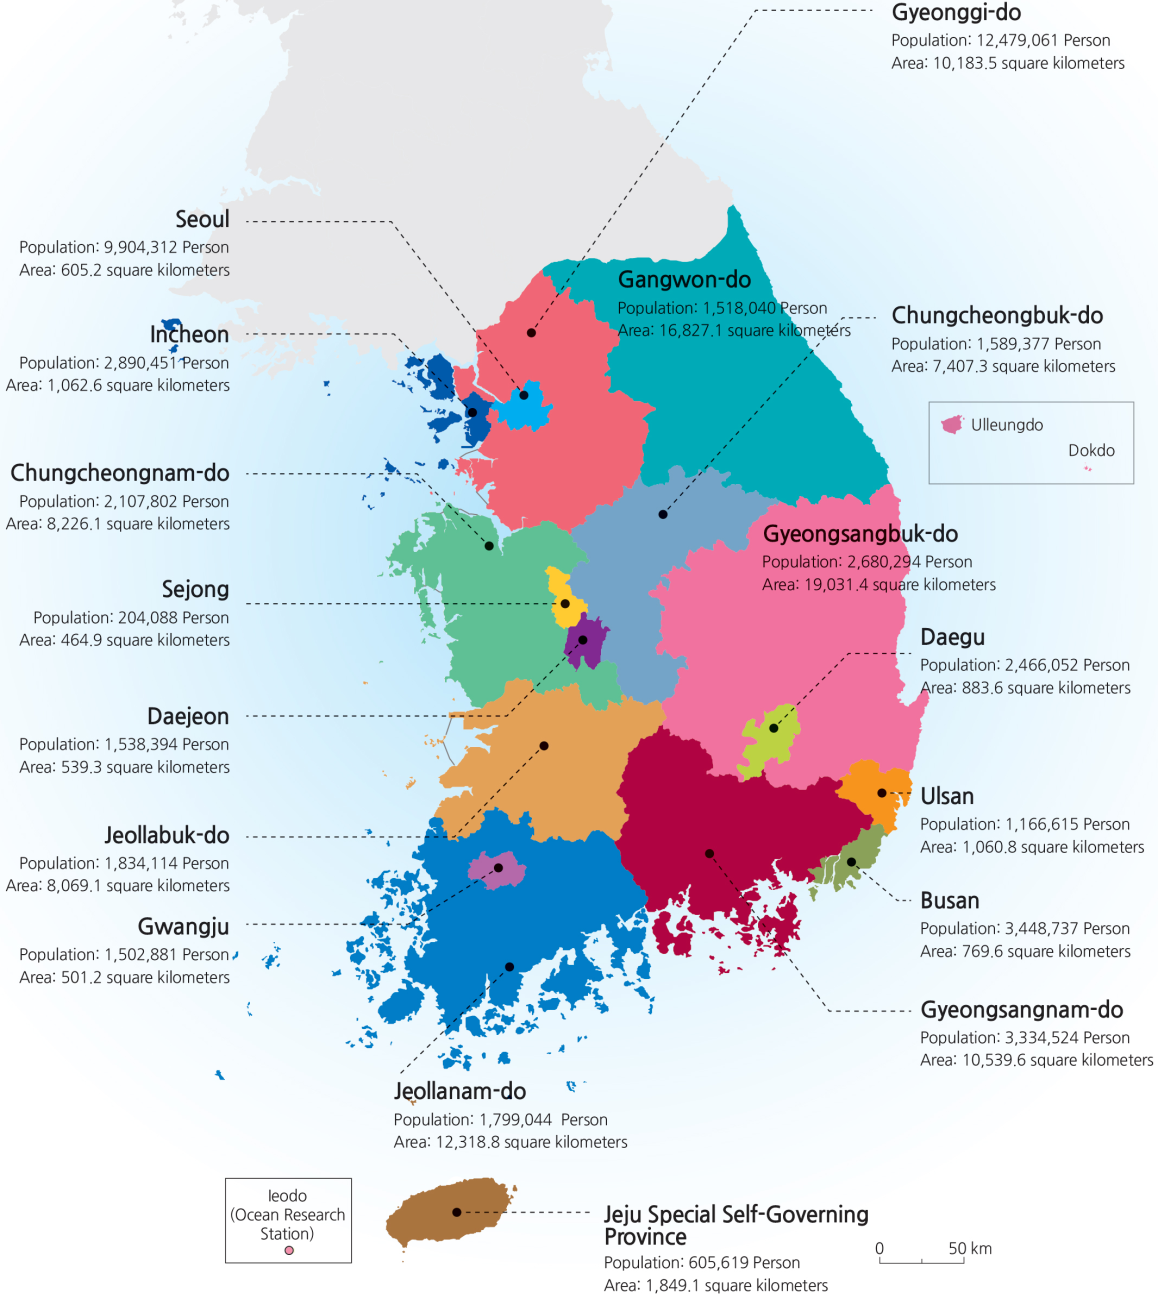 Gyeonggi-do
Population: 12,479,061 Person
Area: 10,183.5 square kilometers
Seoul
Population: 9,904,312 Person
Area: 605.2 square kilometers
Gangwon-do
Population: 1,518,040 Person
Area: 16,827.1 square kilometers
Incheon
Population: 2,890,451 Person
Area: 1,062.6 square kilometers
Chungcheongbuk-do
Population: 1,589,377 Person
Area: 7,407.3 square kilometers
Ulleungdo
Dokdo
Chungcheongnam-do
Population: 2,107,802 Person
Area: 8,226.1 square kilometers
Gyeongsangbuk-do
Population: 2,680,294 Person
Area: 19,031.4 square kilometers
Sejong
Population: 204,088 Person
Area: 464.9 square kilometers
Daegu
Population: 2,466,052 Person
Area: 883.6 square kilometers
Daejeon
Population: 1,538,394 Person
Area: 539.3 square kilometers
Ulsan
Population: 1,166,615 Person
Area: 1,060.8 square kilometers
Jeollabuk-do
Population: 1,834,114 Person
Area: 8,069.1 square kilometers
Busan
Population: 3,448,737 Person
Area: 769.6 square kilometers
Gwangju
Population: 1,502,881 Person
Area: 501.2 square kilometers
Gyeongsangnam-do
Population: 3,334,524 Person
Area: 10,539.6 square kilometers
Jeollanam-do
Population: 1,799,044 Person
Area: 12,318.8 square kilometers
Ieodo
(Ocean Research
Station)
Jeju Special Self-Governing
Province
Population: 605,619 Person
Area: 1,849.1 square kilometers
0 50 km